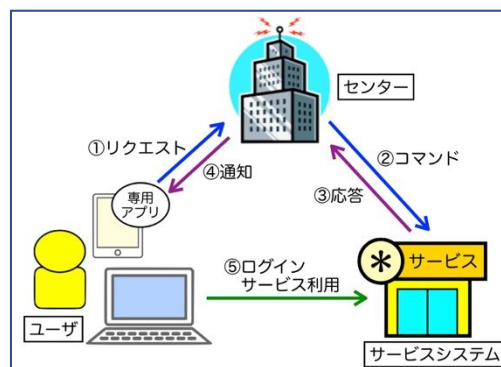 センター
①リクエスト
④通知
②コマンド
③応答
専用
アプリ
⑤ログイン
サービス利用
* サービス
ユーザ
サービスシステム